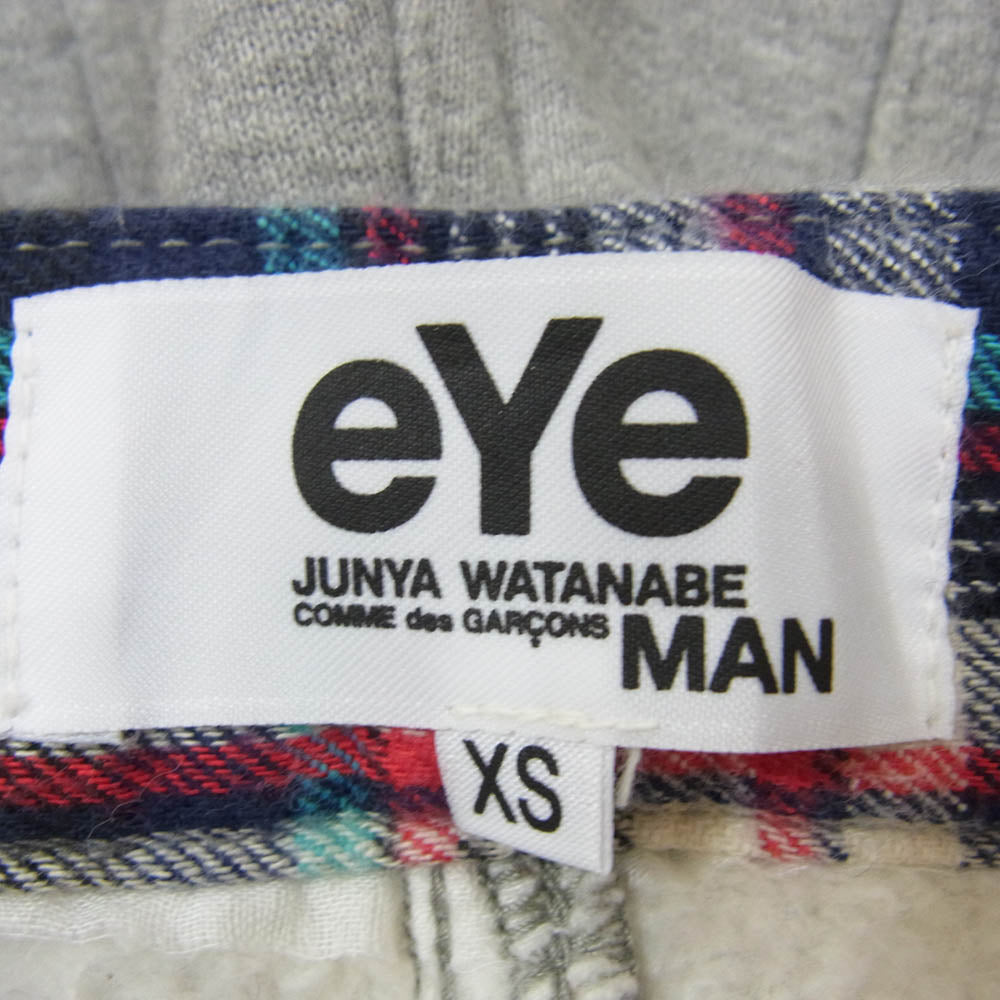 eYe
JUNYA WATANABE
COMME des GARÇONS
MAN
XS